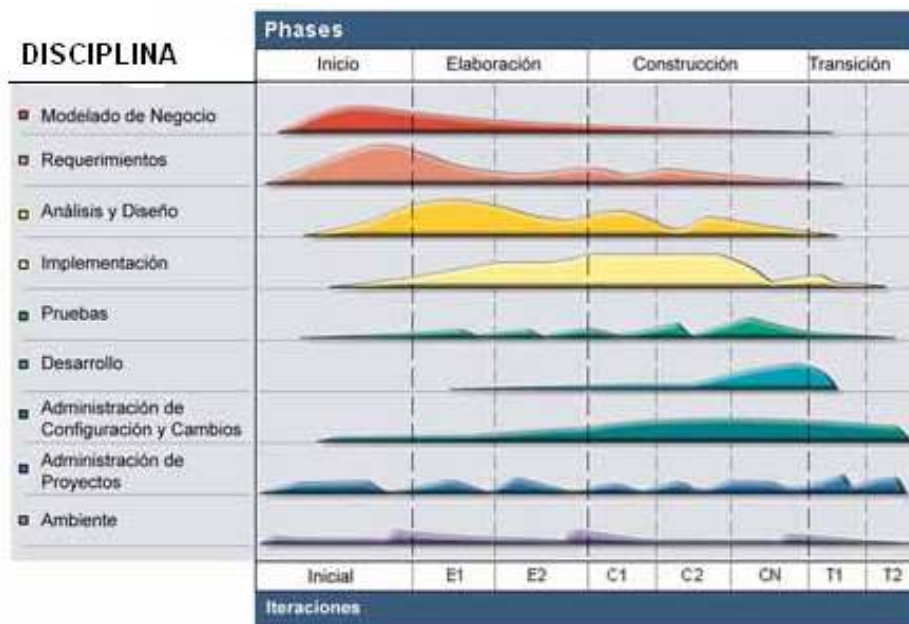 Phases
DISCIPLINA
Inicio Elaboración Construcción Transición
Modelado de Negocio
Requerimientos
Análisis y Diseño
Implementación
Pruebas
Desarrollo
Administración de
Configuración y Cambios
Administración de
Proyectos
Ambiente
Inicial E1 E2 C1 C2 CN T1 T2
Iteraciones